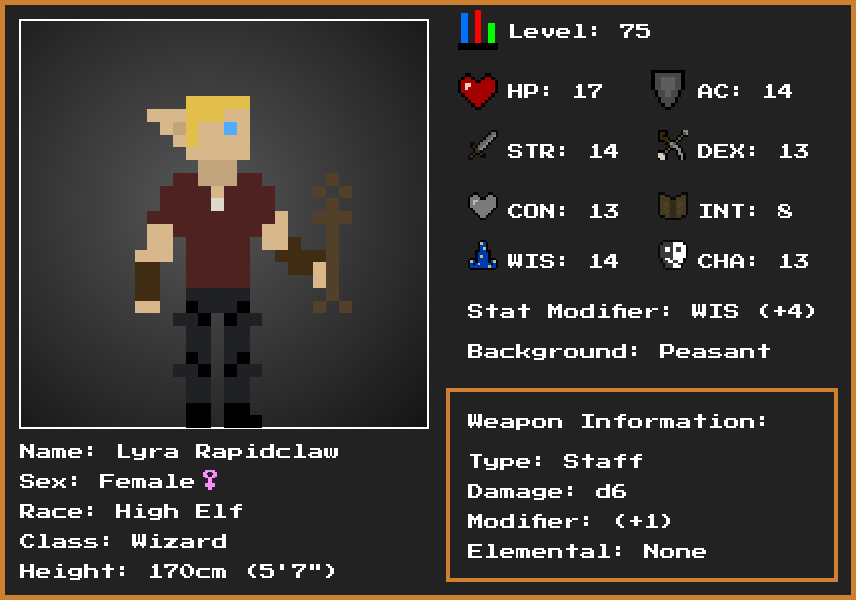 Level: 75
HP: 17
AC: 14
STR: 14
DEX: 13
CON: 13
INT: 8
WIS: 14
CHA: 13
Stat Modifier: WIS (+4)
Background: Peasant
Weapon Information:
Type: Staff
Damage: d6
Modifier: (+1)
Elemental: None
Name: Lyra Rapidclaw
Sex: Female♀
Race: High Elf
Class: Wizard
Height: 170cm (5'7")